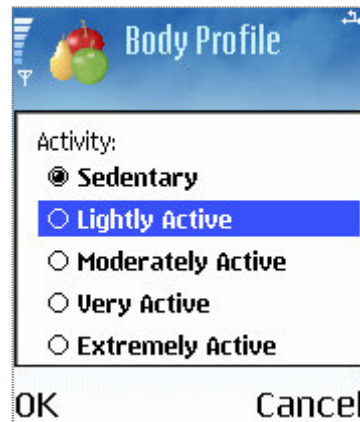 Body Profile
Activity:
Sedentary
Lightly Active
Moderately Active
Very Active
Extremely Active
OK Cancel